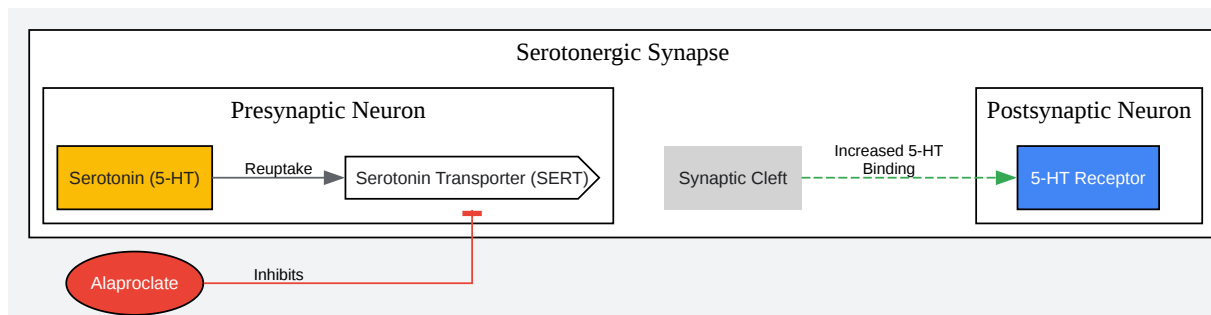 Serotonergic Synapse
Presynaptic Neuron
Postsynaptic Neuron
Serotonin (5-HT)
Reuptake
Serotonin Transporter (SERT)
Synaptic Cleft
Increased 5-HT
Binding
5-HT Receptor
Alaproclate
Inhibits